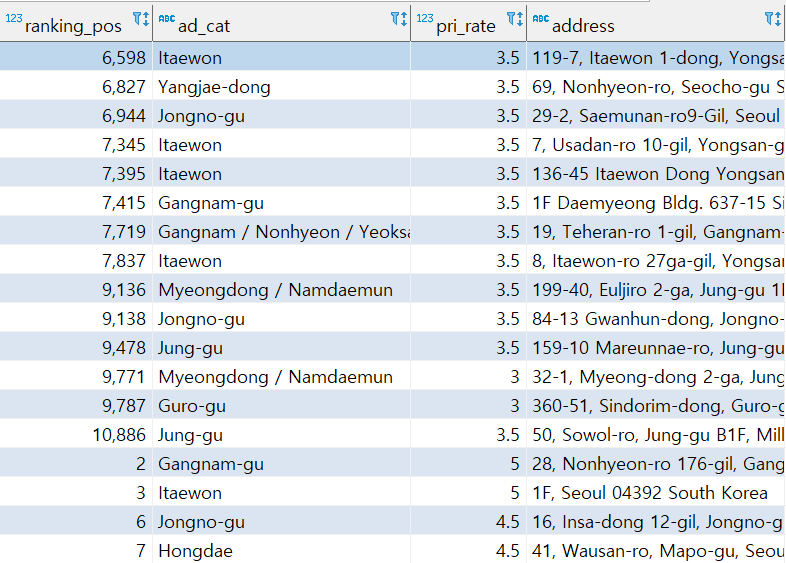 123 ranking_pos ABC ad_cat 123 pri_rate ABC address
6,598 Itaewon 3.5 119-7, Itaewon 1-dong, Yongsa
6,827 Yangjae-dong 3.5 69, Nonhyeon-ro, Seocho-gu S
6,944 Jongno-gu 3.5 29-2, Saemunan-ro9-Gil, Seoul
7,345 Itaewon 3.5 7, Usadan-ro 10-gil, Yongsan-g
7,395 Itaewon 3.5 136-45 Itaewon Dong Yongsan
7,415 Gangnam-gu 3.5 1F Daemyeong Bldg. 637-15 Si
7,719 Gangnam / Nonhyeon / Yeoksa 3.5 19, Teheran-ro 1-gil, Gangnam-
7,837 Itaewon 3.5 8, Itaewon-ro 27ga-gil, Yongsan
9,136 Myeongdong / Namdaemun 3.5 199-40, Euljiro 2-ga, Jung-gu 1
9,138 Jongno-gu 3.5 84-13 Gwanhun-dong, Jongno-
9,478 Jung-gu 3.5 159-10 Mareunnae-ro, Jung-gu
9,771 Myeongdong / Namdaemun 3 32-1, Myeong-dong 2-ga, Jung
9,787 Guro-gu 3 360-51, Sindorim-dong, Guro-g
10,886 Jung-gu 3.5 50, Sowol-ro, Jung-gu B1F, Mill
2 Gangnam-gu 5 28, Nonhyeon-ro 176-gil, Gang
3 Itaewon 5 1F, Seoul 04392 South Korea
6 Jongno-gu 4.5 16, Insa-dong 12-gil, Jongno-g
7 Hongdae 4.5 41, Wausan-ro, Mapo-gu, Seou